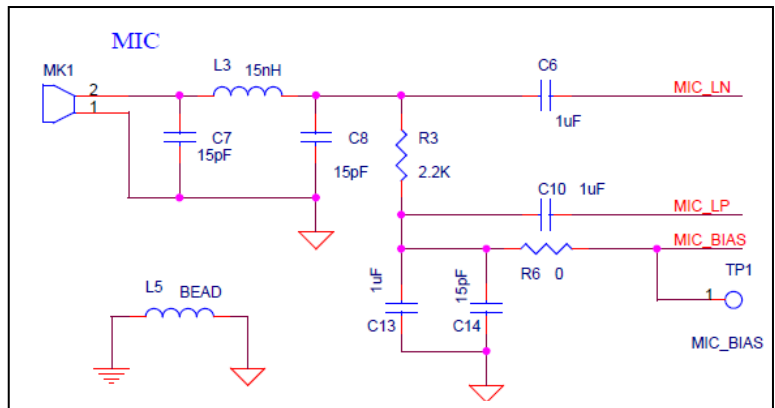 MIC
MK1
2
1
L3 15nH
C6
1uF
MIC_LN
C7
15pF
C8
15pF
R3
2.2K
C10 1uF
MIC_LP
MIC_BIAS
R6 0
TP1
1
MIC_BIAS
1uF
C13
15pF
C14
L5 BEAD